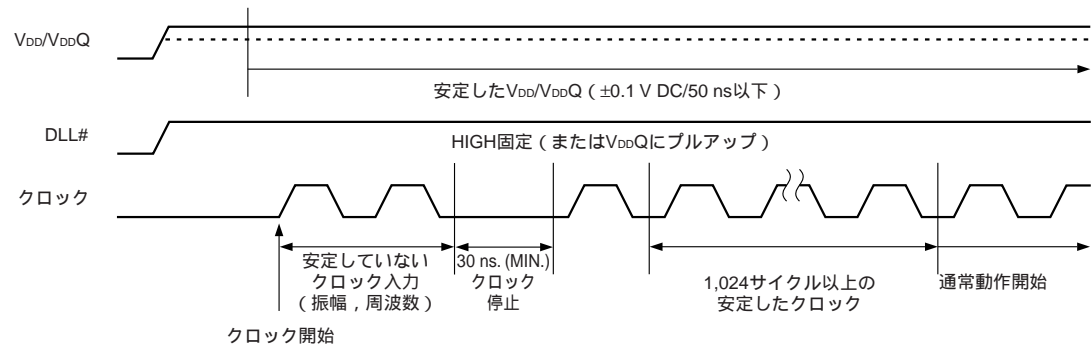 VDD/VDDQ
安定したVDD/VDDQ（±0.1 V DC/50 ns以下）
DLL#
HIGH固定（またはVDDQにプルアップ）
クロック
安定していない
クロック入力
（振幅，周波数）
30 ns. (MIN.)
クロック
停止
1,024サイクル以上の
安定したクロック
通常動作開始
クロック開始